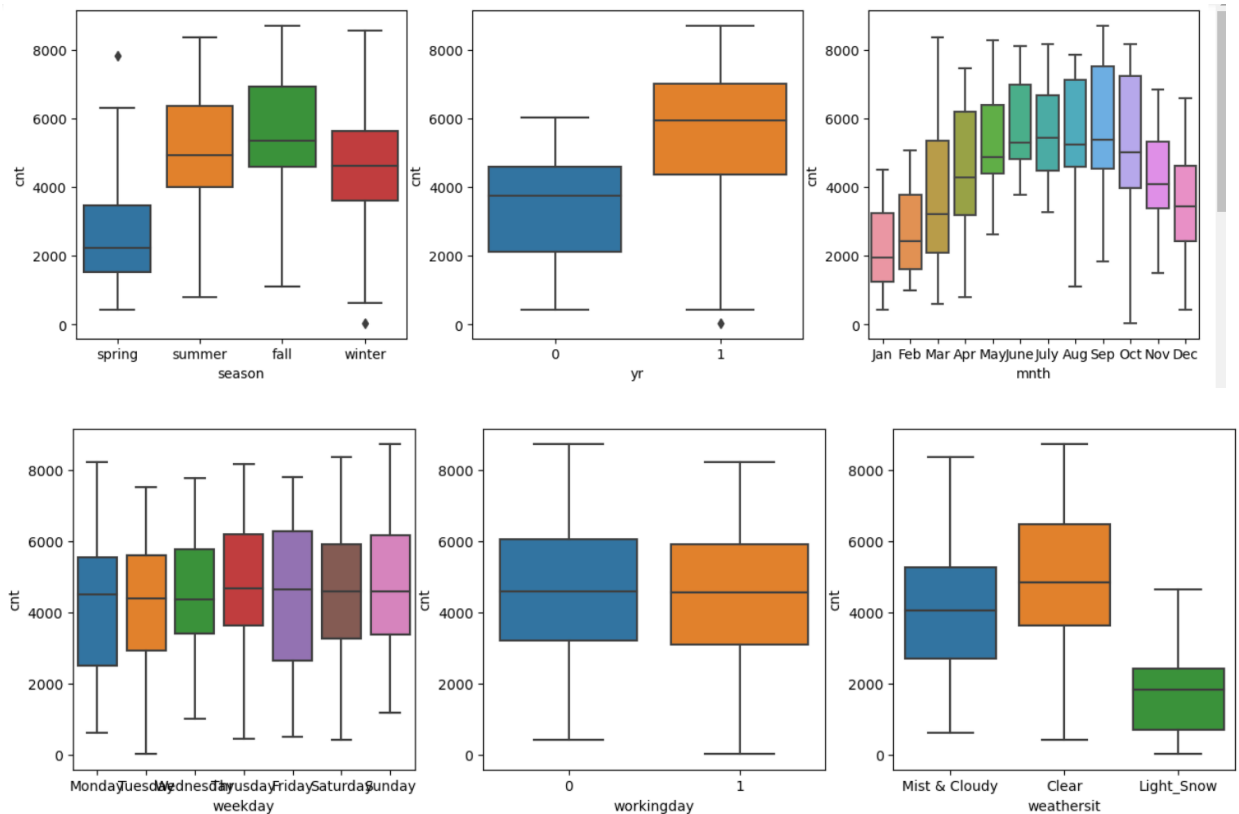 cnt
8000
6000
4000
2000
0
spring summer fall winter
season
cnt
8000
6000
4000
2000
0
0 1
yr
cnt
8000
6000
4000
2000
0
Jan Feb Mar Apr May June July Aug Sep Oct Nov Dec
mnth
cnt
8000
6000
4000
2000
0
Monday Tuesday Wednesday Thrusday Friday Saturday Sunday
weekday
cnt
8000
6000
4000
2000
0
0 1
workingday
cnt
8000
6000
4000
2000
0
Mist & Cloudy Clear Light_Snow
weathersit